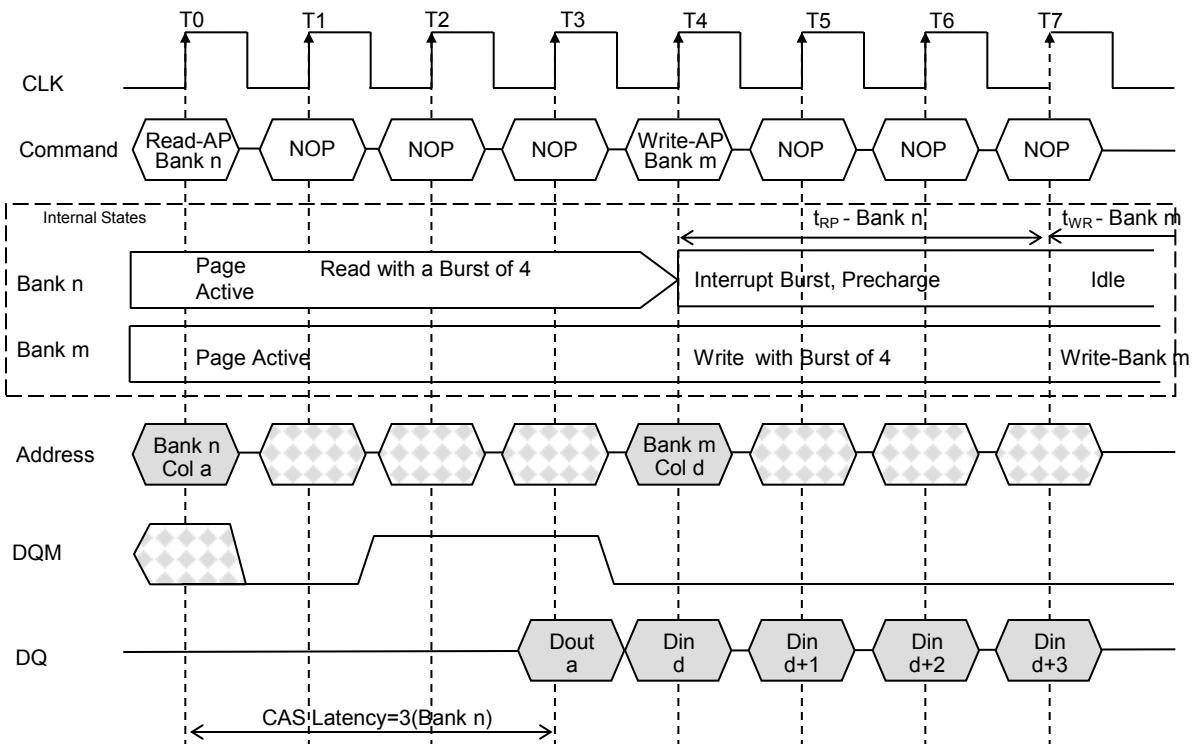 T0 T1 T2 T3 T4 T5 T6 T7
CLK
Command
Read-AP
Bank n
NOP
NOP
NOP
Write-AP
Bank m
NOP
NOP
NOP
Internal States
tRP - Bank n
tWR - Bank m
Bank n
Page
Active
Read with a Burst of 4
Interrupt Burst, Precharge
Idle
Bank m
Page Active
Write with Burst of 4
Write-Bank m
Address
Bank n
Col a
Bank m
Col d
DQM
DQ
Dout
a
Din
d
Din
d+1
Din
d+2
Din
d+3
CAS Latency=3(Bank n)